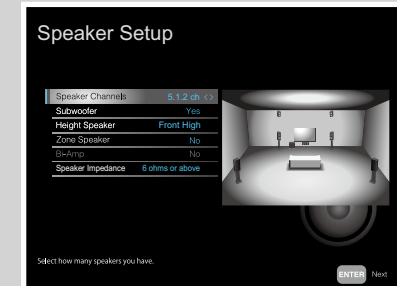 Speaker Setup
Speaker Channels 5.1.2 ch <>
Subwoofer Yes
Height Speaker Front High
Zone Speaker No
Bi-Amp No
Speaker Impedance 6 ohms or above
Select how many speakers you have.
ENTER Next